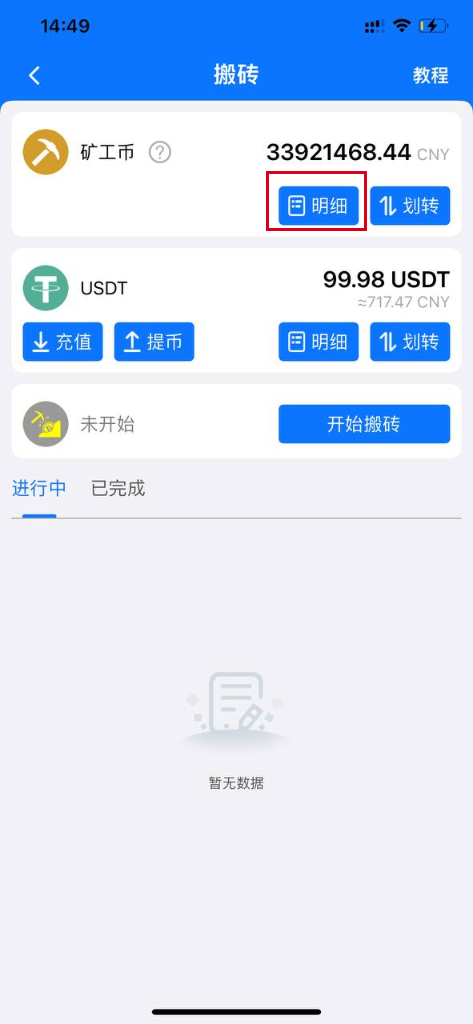 14:49
搬砖
教程
矿工币
33921468.44 CNY
明细
划转
USDT
99.98 USDT
≈717.47 CNY
充值
提币
明细
划转
未开始
开始搬砖
进行中
已完成
暂无数据